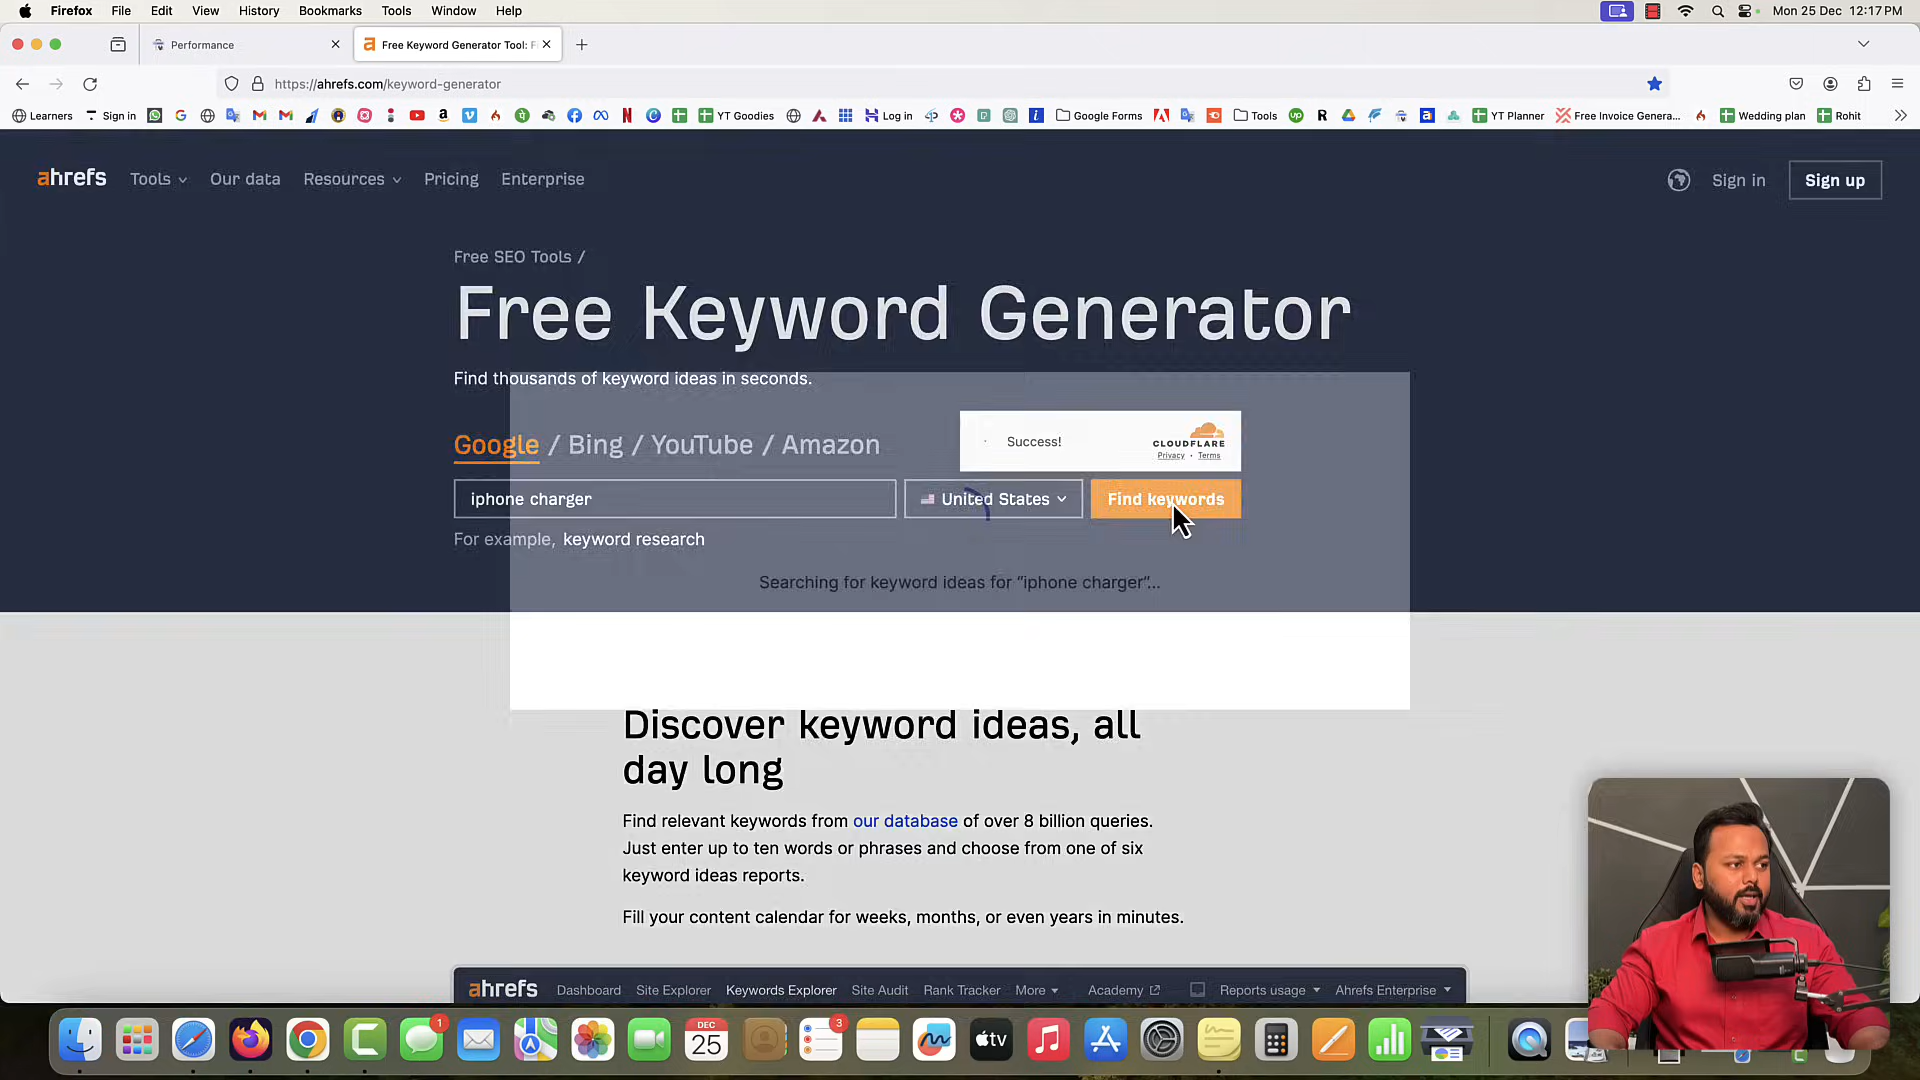 Firefox File Edit View History Bookmarks Tools Window Help
Mon 25 Dec 12:17 PM
Performance
Free Keyword Generator Tool: F
https://ahrefs.com/keyword-generator
Learners Sign in YT Goodies Log in Google Forms Tools YT Planner Free Invoice Genera... Wedding plan Rohit
ahrefs Tools Our data Resources Pricing Enterprise Sign in Sign up
Free SEO Tools /
Free Keyword Generator
Find thousands of keyword ideas in seconds.
Google / Bing / YouTube / Amazon
Success!
CLOUDFLARE
Privacy • Terms
iphone charger United States Find keywords
For example, keyword research
Searching for keyword ideas for “iphone charger”...
Discover keyword ideas, all
day long
Find relevant keywords from our database of over 8 billion queries.
Just enter up to ten words or phrases and choose from one of six
keyword ideas reports.
Fill your content calendar for weeks, months, or even years in minutes.
ahrefs Dashboard Site Explorer Keywords Explorer Site Audit Rank Tracker More Academy Reports usage Ahrefs Enterprise
1
DEC
25
3
tv